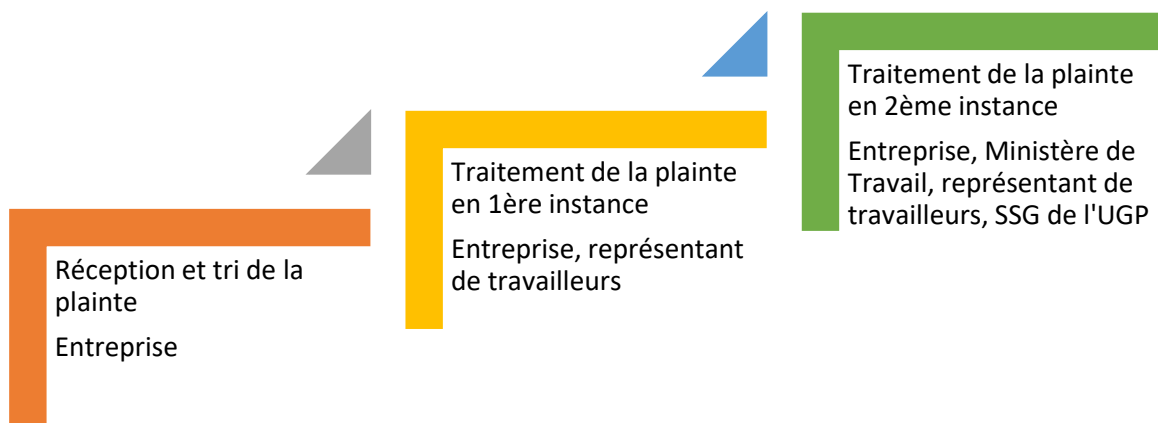 Réception et tri de la
plainte
Entreprise
Traitement de la plainte
en 1ère instance
Entreprise, représentant
de travailleurs
Traitement de la plainte
en 2ème instance
Entreprise, Ministère de
Travail, représentant de
travailleurs, SSG de l'UGP